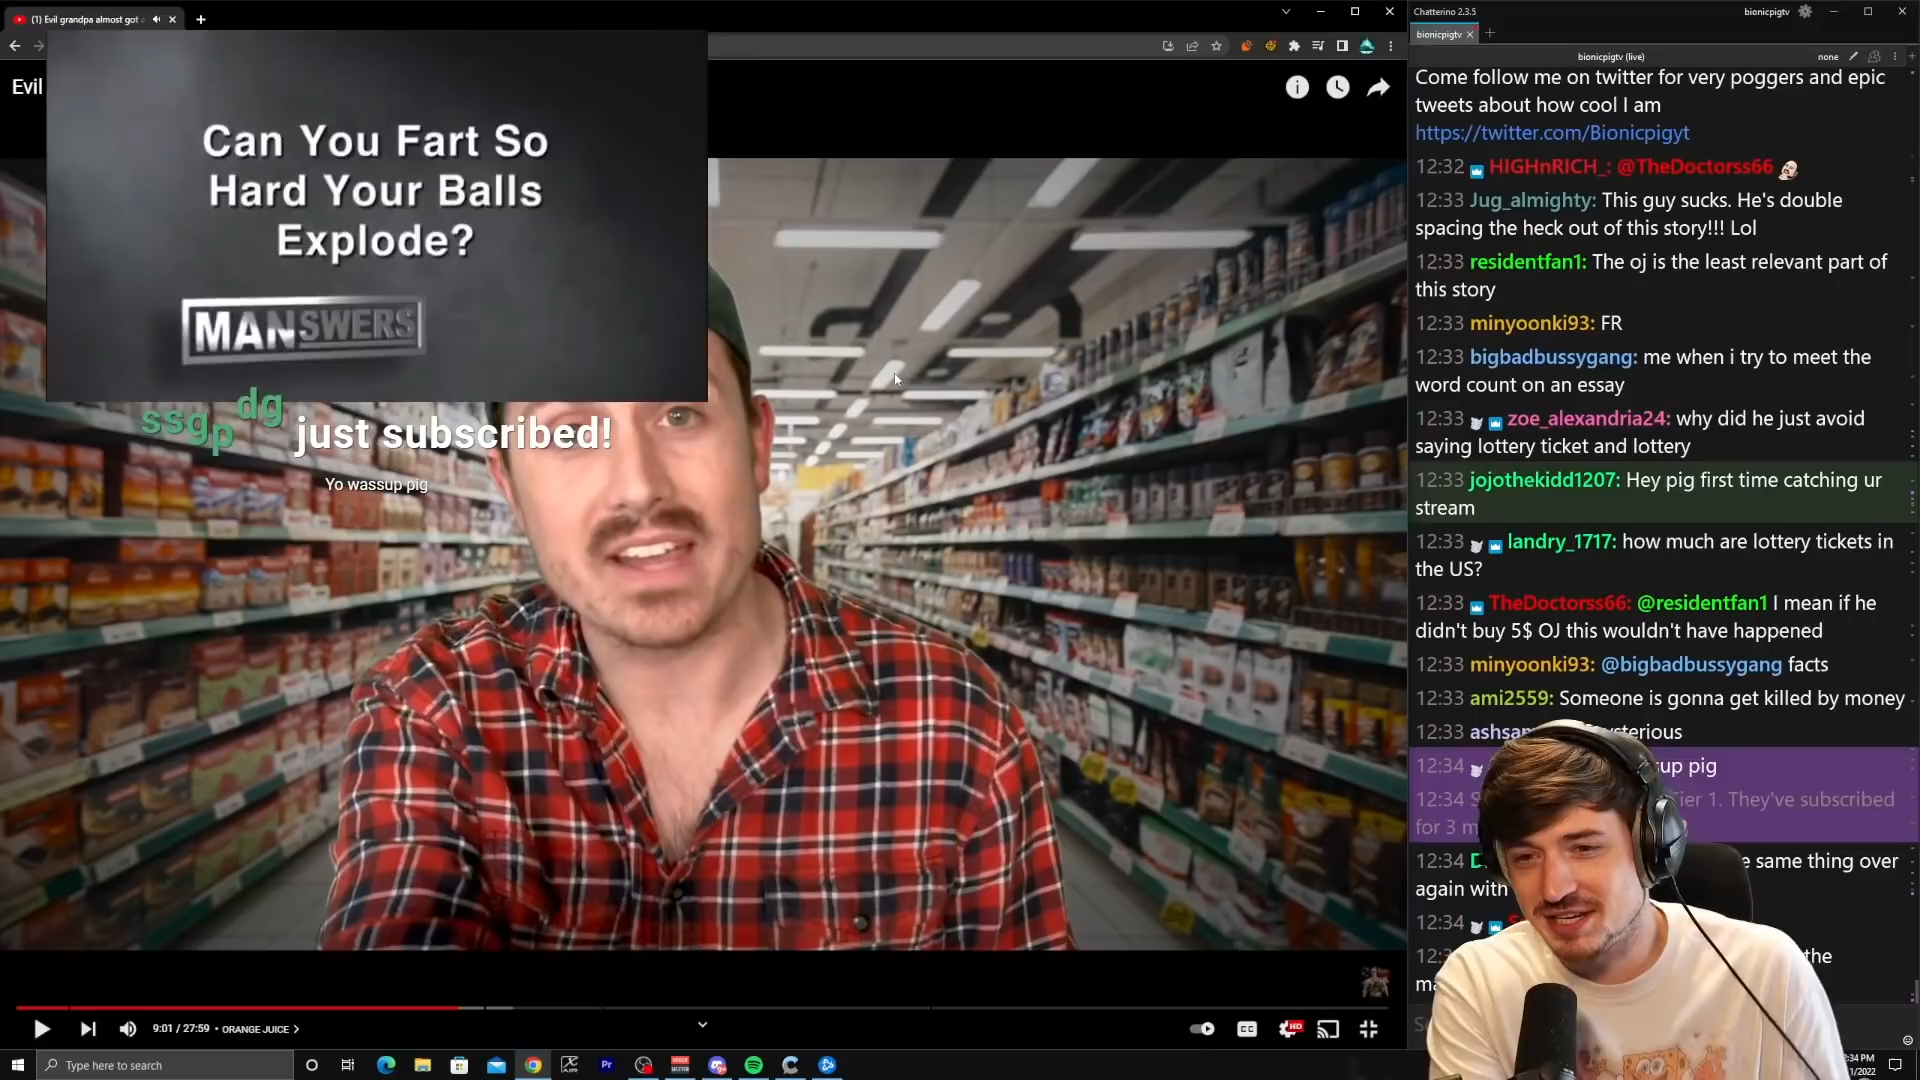 (1) Evil grandpa almost got a
Evil
Can You Fart So
Hard Your Balls
Explode?
MANSWERS
ssgpdg just subscribed!
Yo wassup pig
9:01 / 27:59 • ORANGE JUICE >
CC
HD
Type here to search
Pr
Chatterino 2.3.5
bionicpigtv
bionicpigtv
bionicpigtv (live)
none
Come follow me on twitter for very poggers and epic
tweets about how cool I am
https://twitter.com/Bionicpigyt
12:32 HIGHnRICH_: @TheDoctorss66
12:33 Jug_almighty: This guy sucks. He's double
spacing the heck out of this story!!! Lol
12:33 residentfan1: The oj is the least relevant part of
this story
12:33 minyoonki93: FR
12:33 bigbadbussygang: me when i try to meet the
word count on an essay
12:33 zoe_alexandria24: why did he just avoid
saying lottery ticket and lottery
12:33 jojothekidd1207: Hey pig first time catching ur
stream
12:33 landry_1717: how much are lottery tickets in
the US?
12:33 TheDoctorss66: @residentfan1 I mean if he
didn't buy 5$ OJ this wouldn't have happened
12:33 minyoonki93: @bigbadbussygang facts
12:33 ami2559: Someone is gonna get killed by money
12:33
12:34 pig
12:34 Tier 1. They've subscribed
for 3
12:34 same thing over
again with
12:34
the